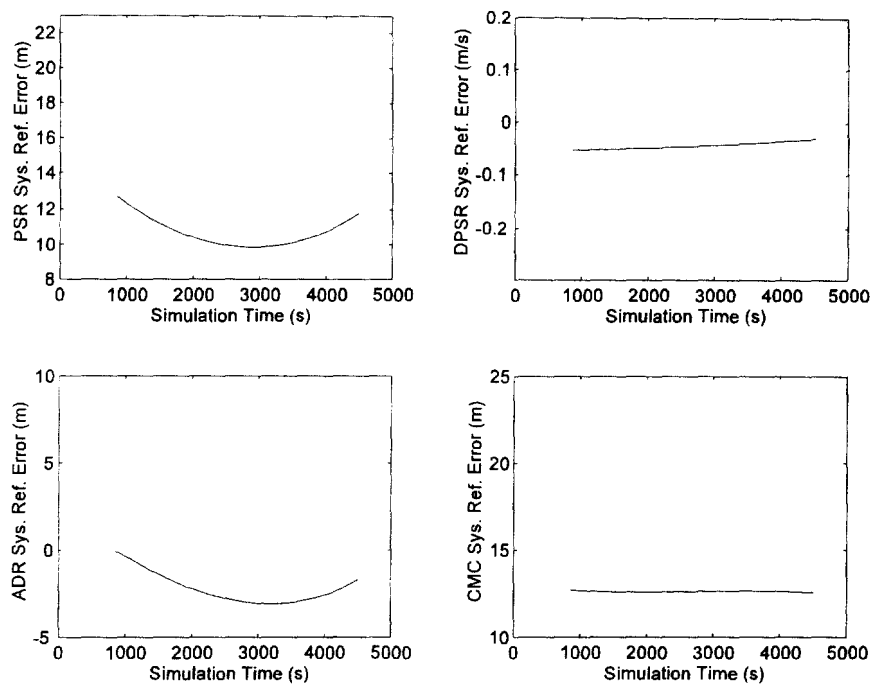 PSR Sys. Ref. Error (m)
22
20
18
16
14
12
10
8
0 1000 2000 3000 4000 5000
Simulation Time (s)
DPSR Sys. Ref. Error (m/s)
0.2
0.1
0
-0.1
-0.2
0 1000 2000 3000 4000 5000
Simulation Time (s)
ADR Sys. Ref. Error (m)
10
5
0
-5
0 1000 2000 3000 4000 5000
Simulation Time (s)
CMC Sys. Ref. Error (m)
25
20
15
10
0 1000 2000 3000 4000 5000
Simulation Time (s)